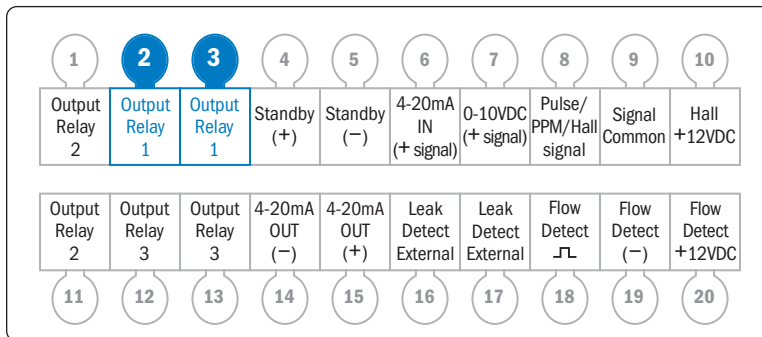 1 2 3 4 5 6 7 8 9 10
Output Output Output Standby Standby 4-20mA 0-10VDC Pulse/ Signal Hall
Relay Relay Relay (+) (−) IN (+ signal) PPM/Hall Common +12VDC
2 1 1 (+ signal) signal
Output Output Output 4-20mA 4-20mA Leak Leak Flow Flow Flow
Relay Relay Relay OUT OUT Detect Detect Detect Detect Detect
2 3 3 (−) (+) External External (−) +12VDC
11 12 13 14 15 16 17 18 19 20